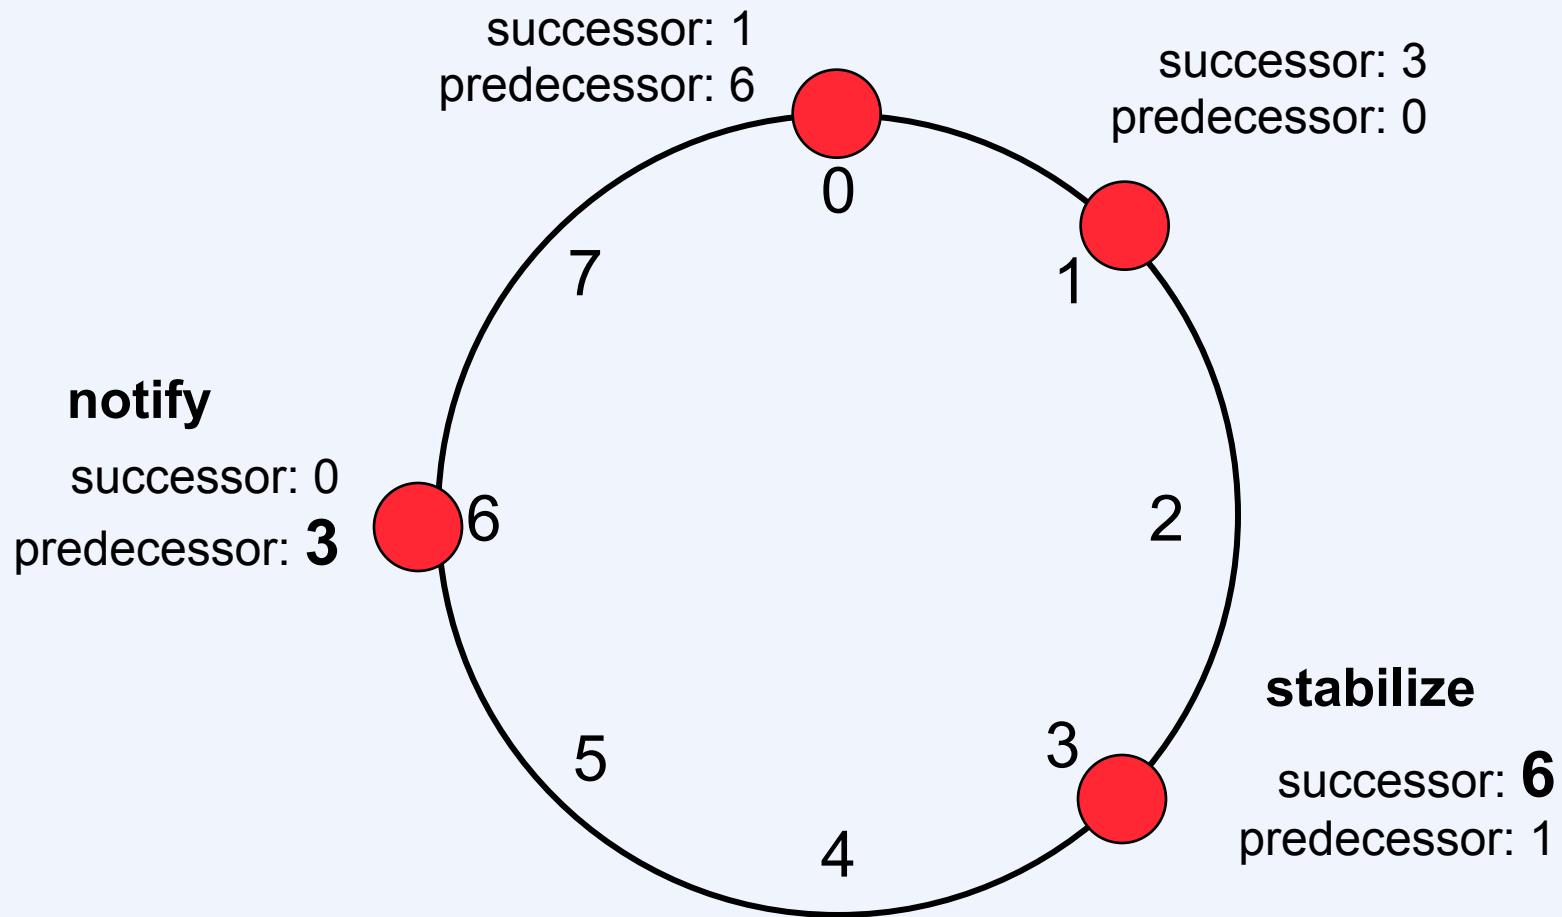 successor: 1
predecessor: 6
successor: 3
predecessor: 0
0
1
7
notify
successor: 0
predecessor: 3
6
2
stabilize
3
successor: 6
predecessor: 1
5
4